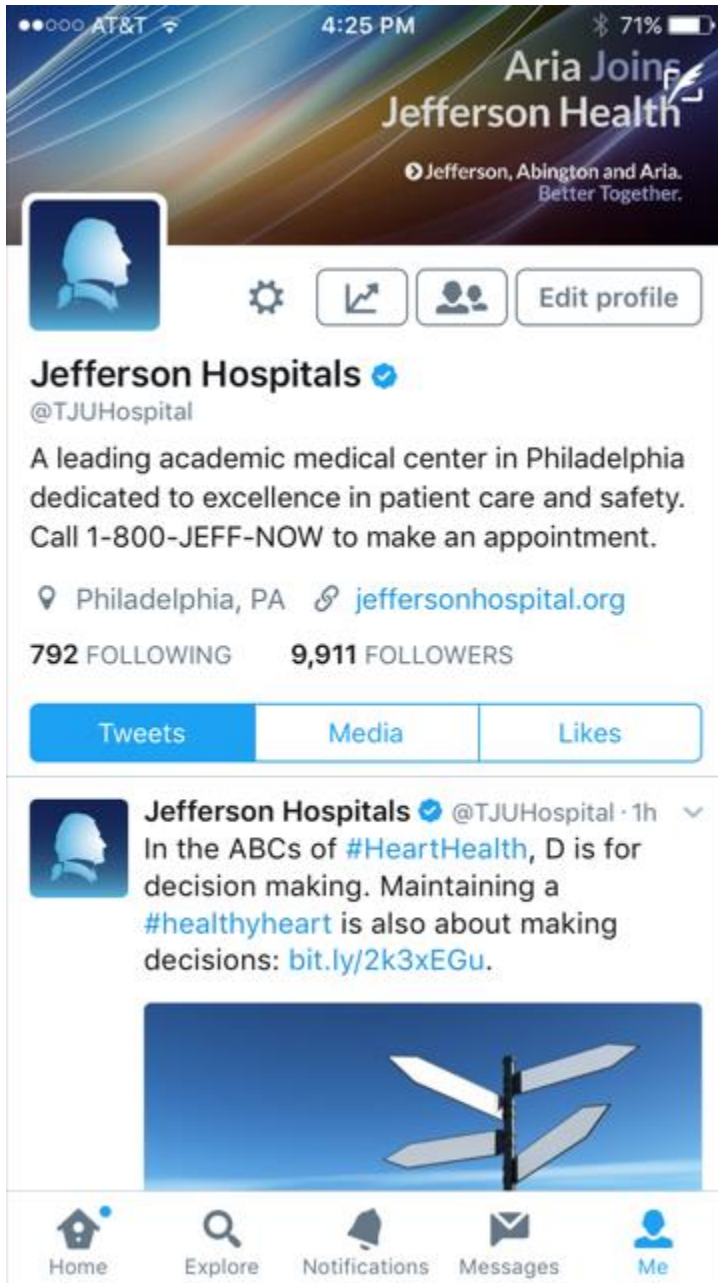 AT&T 4:25 PM 71%
Aria Joins
Jefferson Health
Jefferson, Abington and Aria.
Better Together.
Edit profile
Jefferson Hospitals
@TJUHospital
A leading academic medical center in Philadelphia
dedicated to excellence in patient care and safety.
Call 1-800-JEFF-NOW to make an appointment.
Philadelphia, PA jeffersonhospital.org
792 FOLLOWING 9,911 FOLLOWERS
Tweets Media Likes
Jefferson Hospitals @TJUHospital · 1h
In the ABCs of #HeartHealth, D is for
decision making. Maintaining a
#healthyheart is also about making
decisions: bit.ly/2k3xEGu.
Home Explore Notifications Messages Me